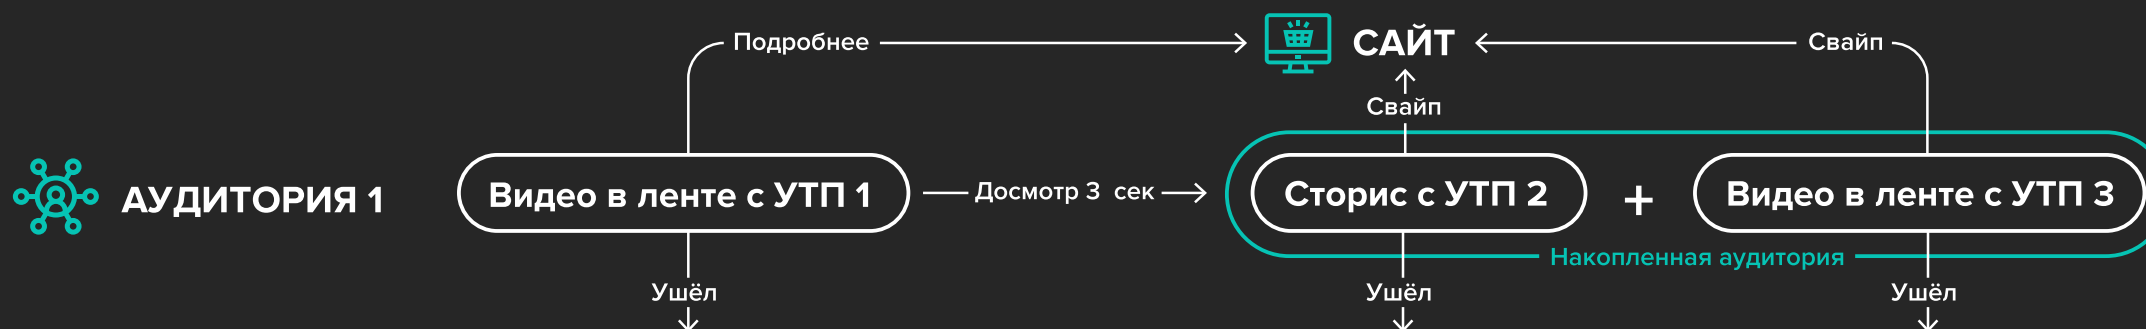 Подробнее
САЙТ
Свайп
Свайп
АУДИТОРИЯ 1
Видео в ленте с УТП 1
Досмотр 3 сек
Сторис с УТП 2
+
Видео в ленте с УТП 3
Накопленная аудитория
Ушёл
Ушёл
Ушёл